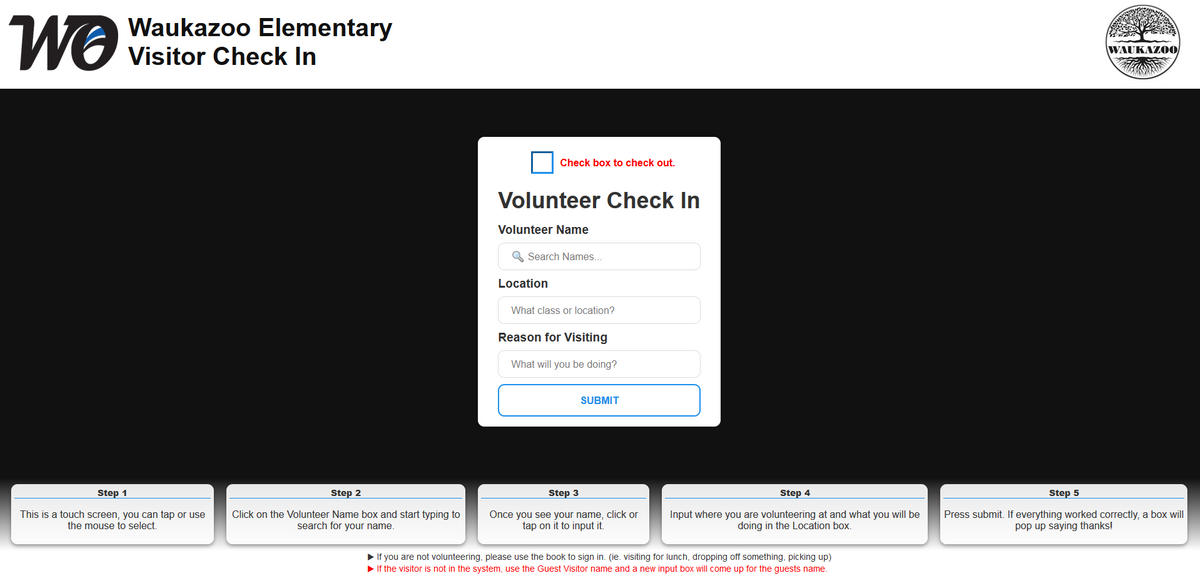 WO
Waukazoo Elementary
Visitor Check In
WAUKAZOO
Check box to check out.
Volunteer Check In
Volunteer Name
🔍 Search Names...
Location
What class or location?
Reason for Visiting
What will you be doing?
SUBMIT
Step 1
This is a touch screen, you can tap or use
the mouse to select.
Step 2
Click on the Volunteer Name box and start typing to
search for your name.
Step 3
Once you see your name, click or
tap on it to input it.
Step 4
Input where you are volunteering at and what you will be
doing in the Location box.
Step 5
Press submit. If everything worked correctly, a box will
pop up saying thanks!
▶ If you are not volunteering, please use the book to sign in. (ie. visiting for lunch, dropping off something, picking up)
▶ If the visitor is not in the system, use the Guest Visitor name and a new input box will come up for the guests name.